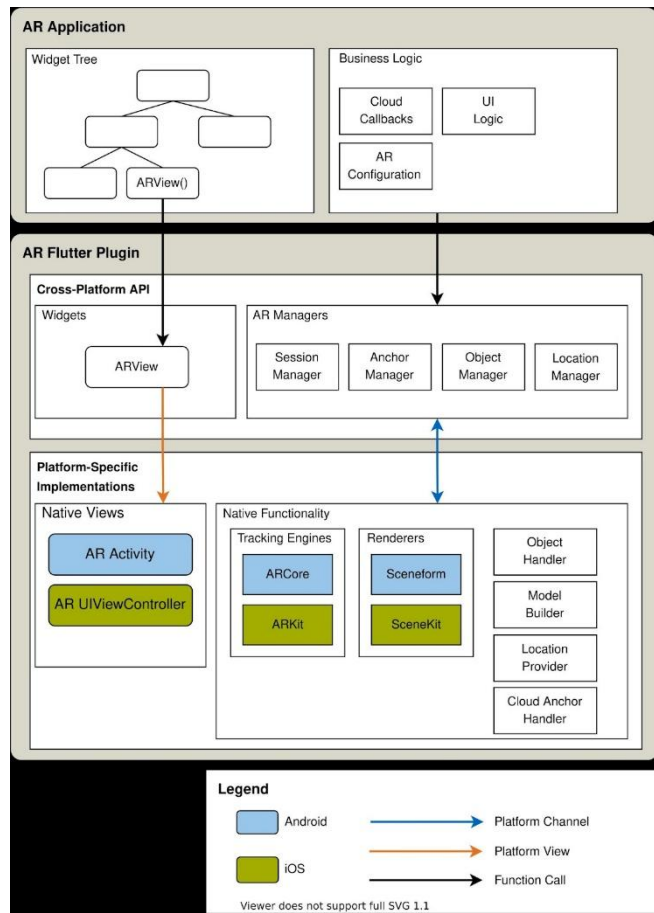 AR Application
Widget Tree
ARView()
Business Logic
Cloud
Callbacks
UI
Logic
AR
Configuration
AR Flutter Plugin
Cross-Platform API
Widgets
ARView
AR Managers
Session
Manager
Anchor
Manager
Object
Manager
Location
Manager
Platform-Specific
Implementations
Native Views
AR Activity
AR UIViewController
Native Functionality
Tracking Engines
ARCore
ARKit
Renderers
Sceneform
SceneKit
Object
Handler
Model
Builder
Location
Provider
Cloud Anchor
Handler
Legend
Android
iOS
Platform Channel
Platform View
Function Call
Viewer does not support full SVG 1.1